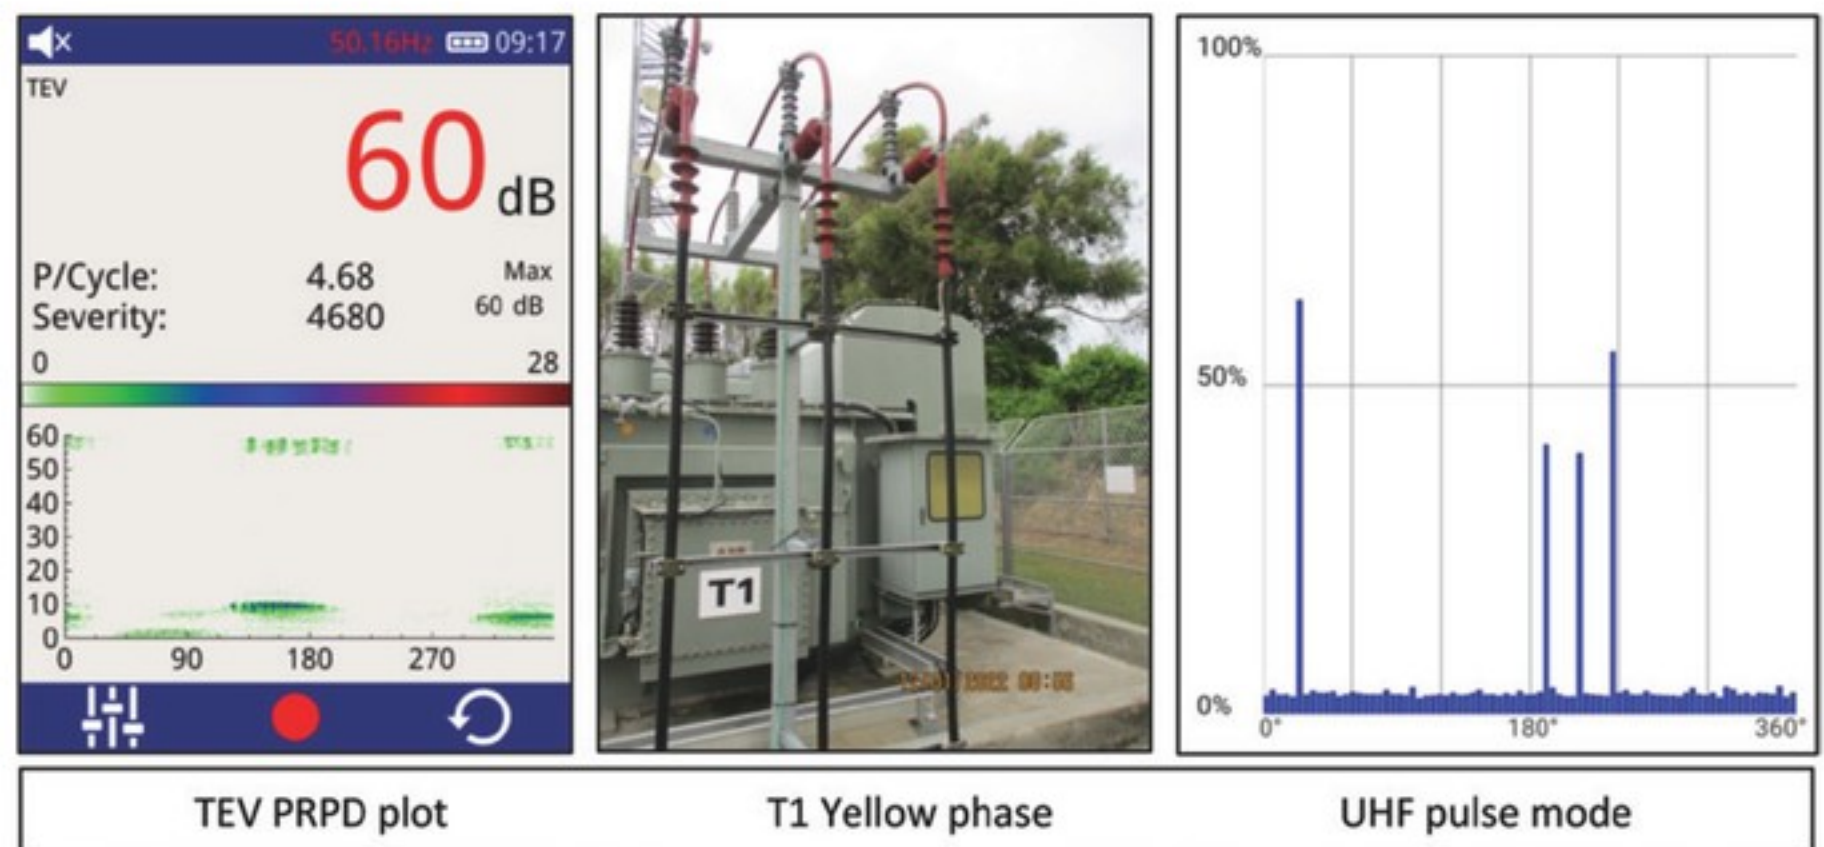 50.16Hz 09:17
TEV
60 dB
P/Cycle: 4.68 Max
Severity: 4680 60 dB
0 28
60
50
40
30
20
10
0
0 90 180 270
T1
100%
50%
0%
0° 180° 360°
TEV PRPD plot T1 Yellow phase UHF pulse mode